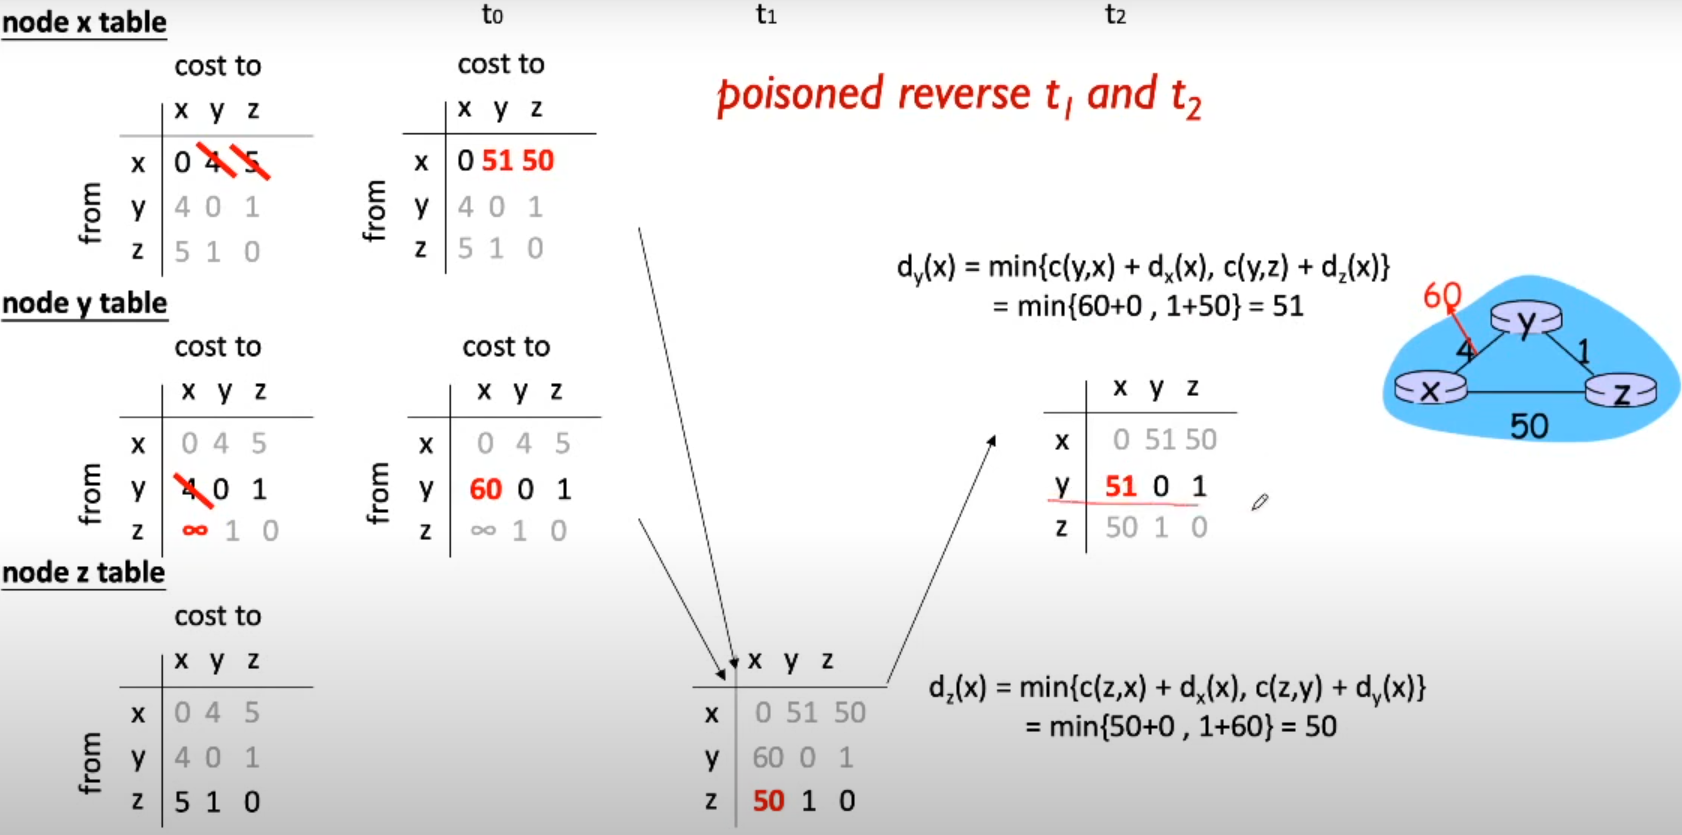 node x table
t0
t1
t2
cost to
x y z
from
x 0 4 5
y 4 0 1
z 5 1 0
cost to
x y z
from
x 0 51 50
y 4 0 1
z 5 1 0
poisoned reverse t1 and t2
node y table
cost to
x y z
from
x 0 4 5
y 4 0 1
z ∞ 1 0
cost to
x y z
from
x 0 4 5
y 60 0 1
z ∞ 1 0
dy(x) = min{c(y,x) + dx(x), c(y,z) + dz(x)}
= min{60+0 , 1+50} = 51
x y z
x 0 51 50
y 51 0 1
z 50 1 0
60
y
4
1
x
z
50
node z table
cost to
x y z
from
x 0 4 5
y 4 0 1
z 5 1 0
x y z
x 0 51 50
y 60 0 1
z 50 1 0
dz(x) = min{c(z,x) + dx(x), c(z,y) + dy(x)}
= min{50+0 , 1+60} = 50